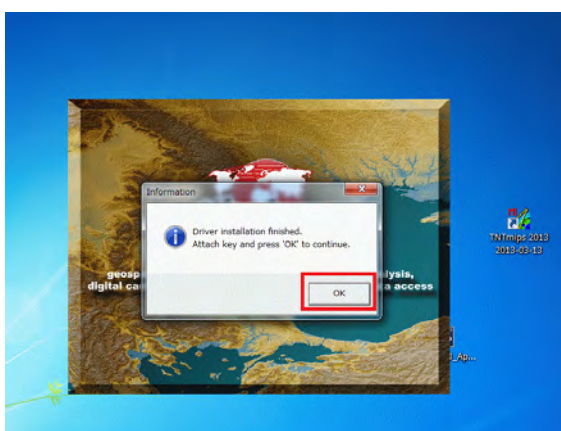 Information
Driver installation finished.
Attach key and press 'OK' to continue.
OK
geosp
lysis,
digital ca
a access
TNTmips 2013
2013-03-13